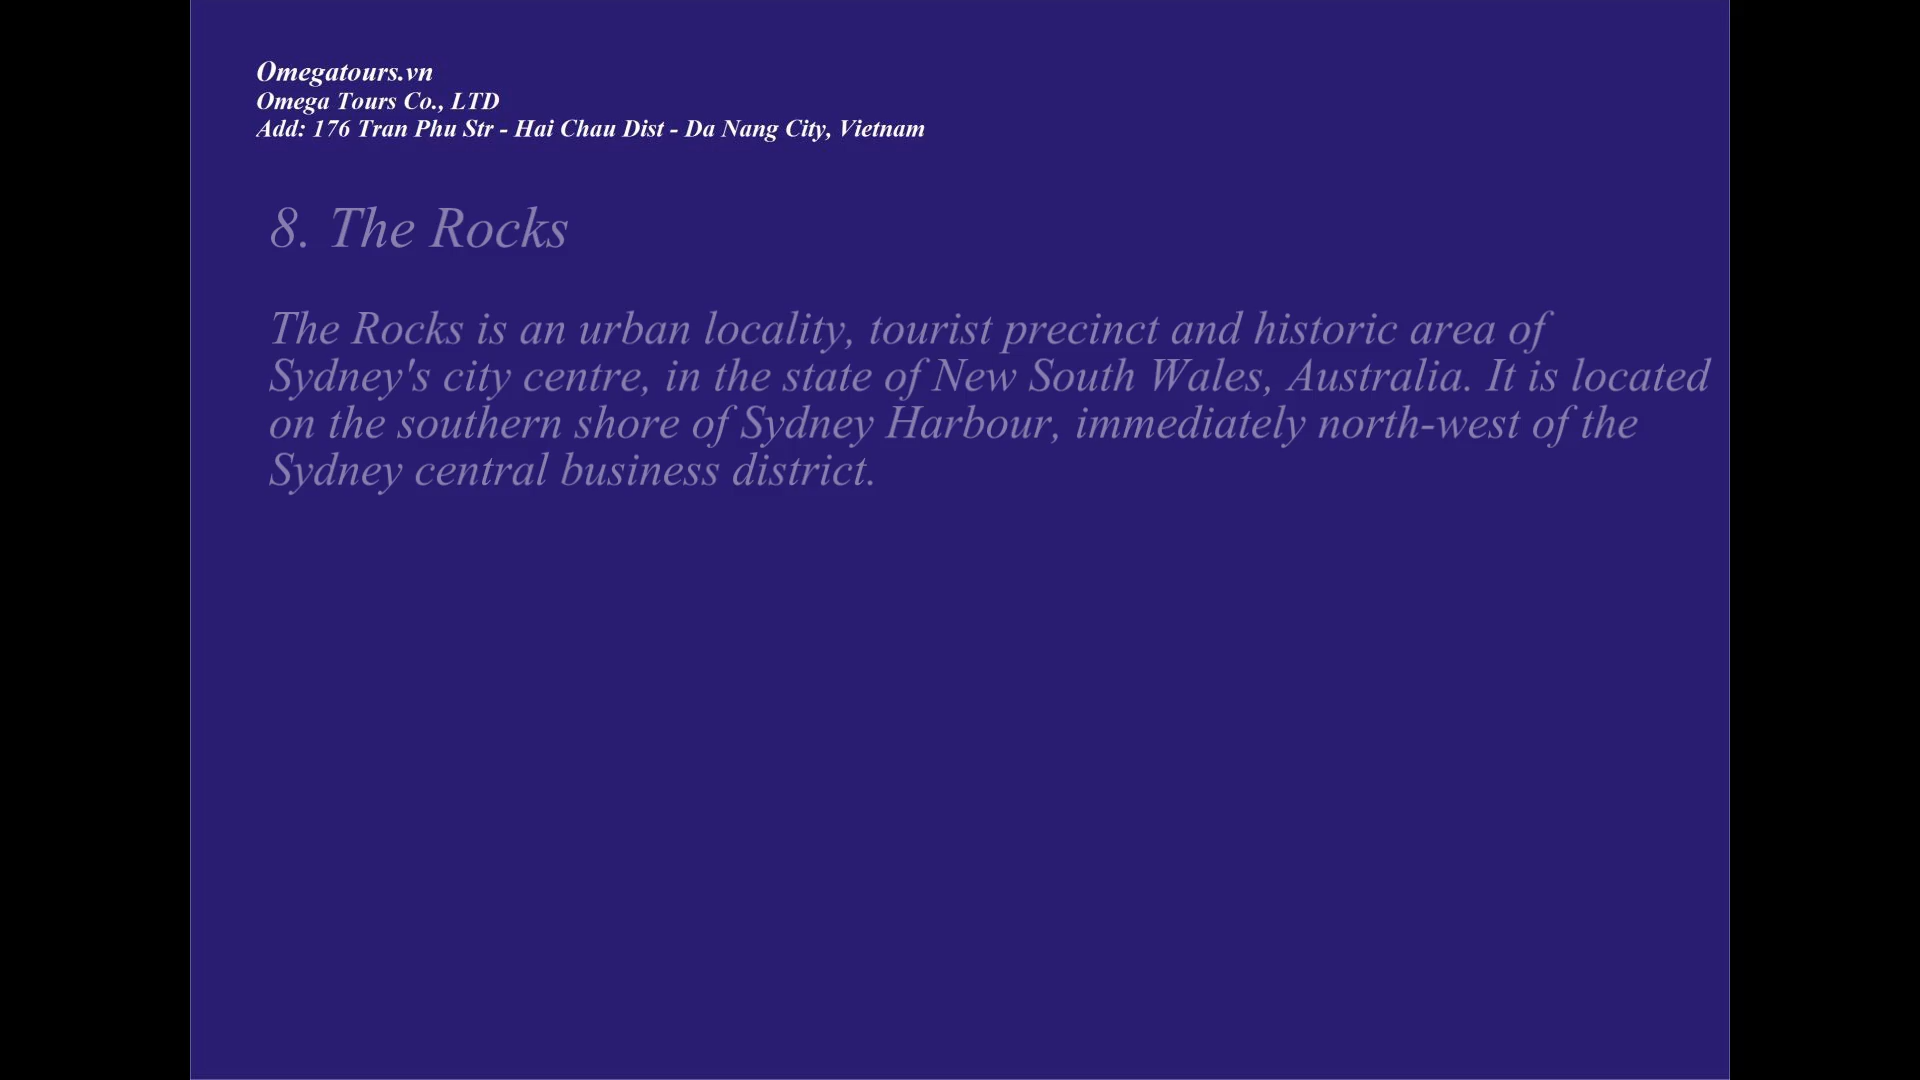 Omegatours.vn
Omega Tours Co., LTD
Add: 176 Tran Phu Str - Hai Chau Dist - Da Nang City, Vietnam
8. The Rocks
The Rocks is an urban locality, tourist precinct and historic area of
Sydney's city centre, in the state of New South Wales, Australia. It is located
on the southern shore of Sydney Harbour, immediately north-west of the
Sydney central business district.